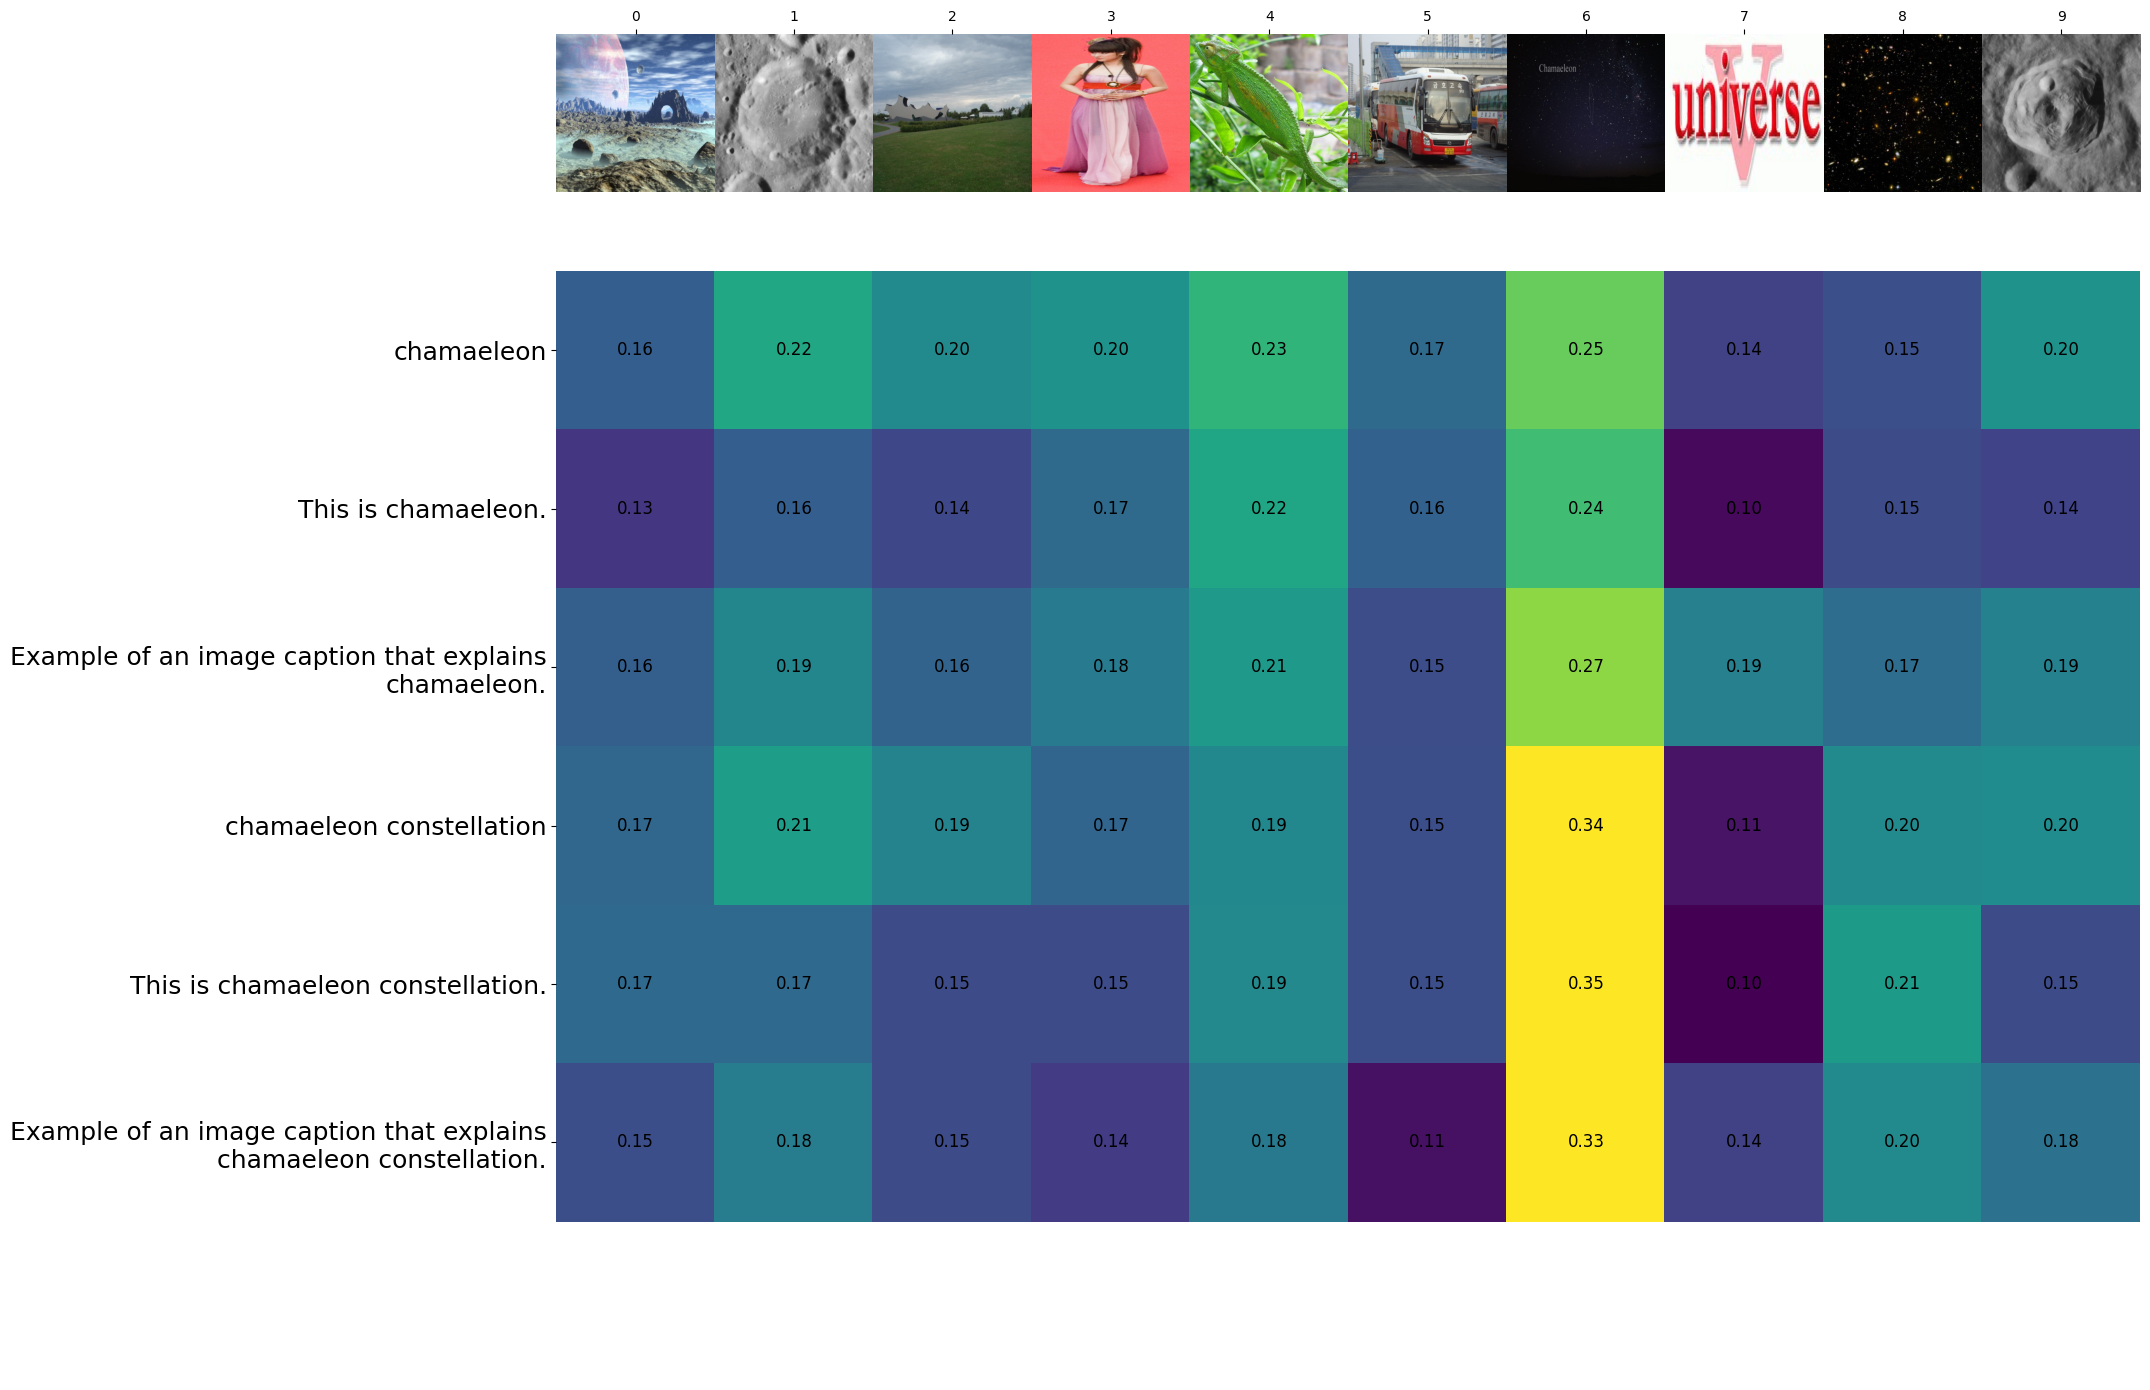 0 1 2 3 4 5 6 7 8 9
Chamaeleon
V
universe
chamaeleon 0.16 0.22 0.20 0.20 0.23 0.17 0.25 0.14 0.15 0.20
This is chamaeleon. 0.13 0.16 0.14 0.17 0.22 0.16 0.24 0.10 0.15 0.14
Example of an image caption that explains
chamaeleon. 0.16 0.19 0.16 0.18 0.21 0.15 0.27 0.19 0.17 0.19
chamaeleon constellation 0.17 0.21 0.19 0.17 0.19 0.15 0.34 0.11 0.20 0.20
This is chamaeleon constellation. 0.17 0.17 0.15 0.15 0.19 0.15 0.35 0.10 0.21 0.15
Example of an image caption that explains
chamaeleon constellation. 0.15 0.18 0.15 0.14 0.18 0.11 0.33 0.14 0.20 0.18